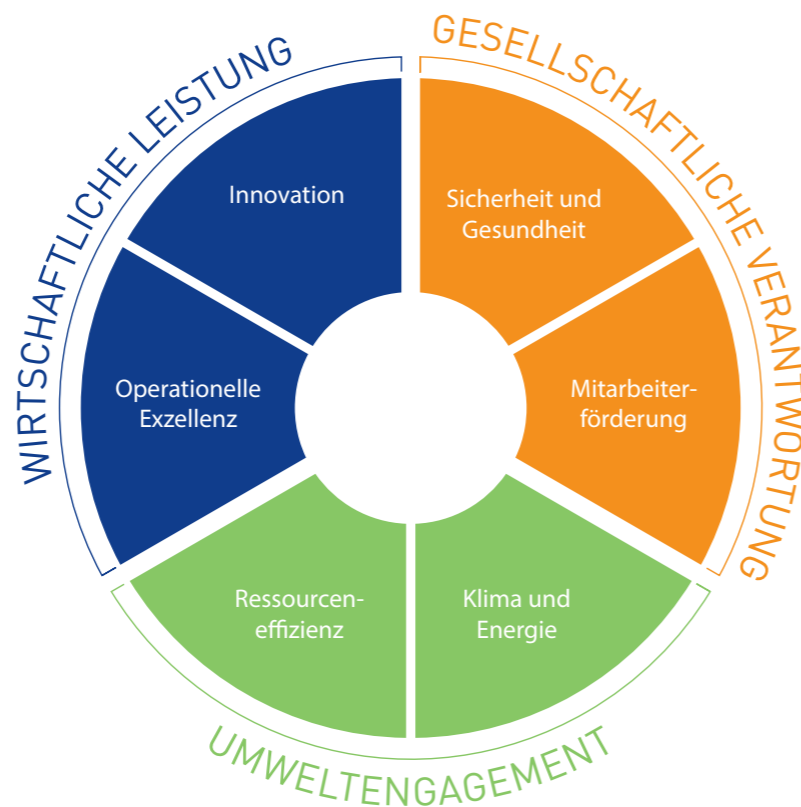 WIRTSCHAFTLICHE LEISTUNG
GESELLSCHAFTLICHE VERANTWORTUNG
Innovation
Sicherheit und
Gesundheit
Operationelle
Exzellenz
Mitarbeiter-
förderung
Ressourcen-
effizienz
Klima und
Energie
UMWELTENGAGEMENT